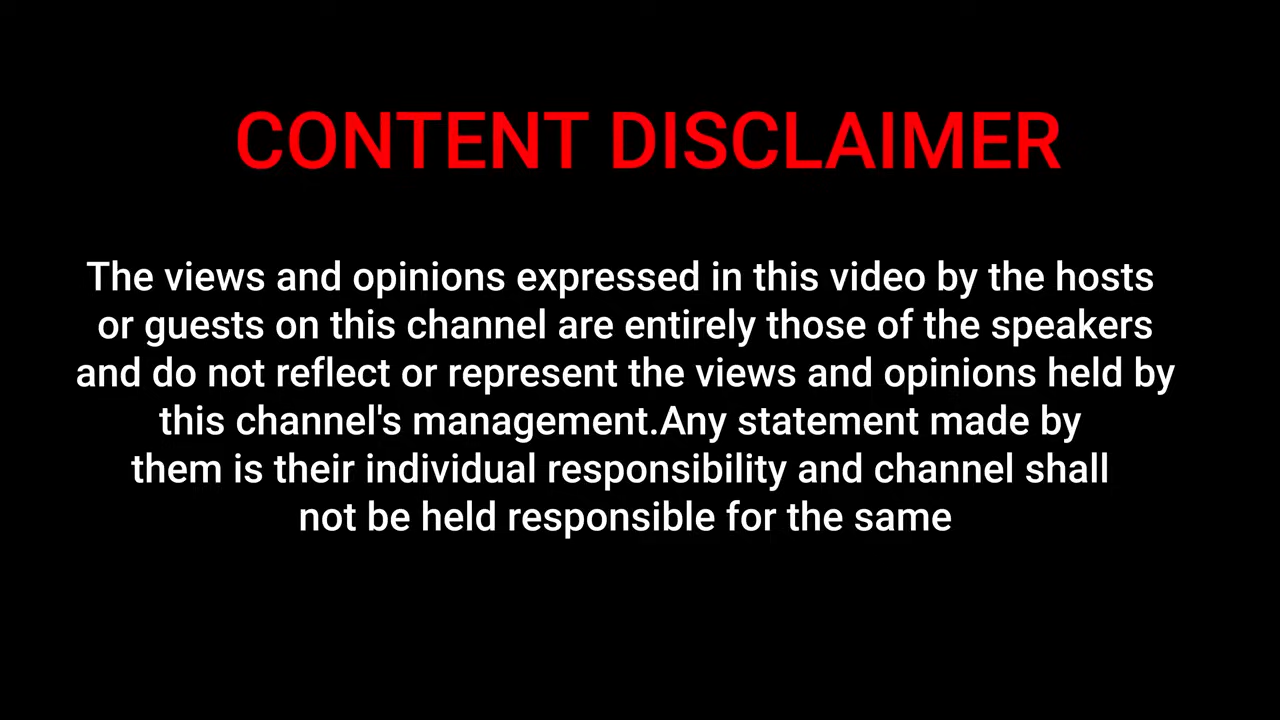 CONTENT DISCLAIMER
The views and opinions expressed in this video by the hosts
or guests on this channel are entirely those of the speakers
and do not reflect or represent the views and opinions held by
this channel's management.Any statement made by
them is their individual responsibility and channel shall
not be held responsible for the same